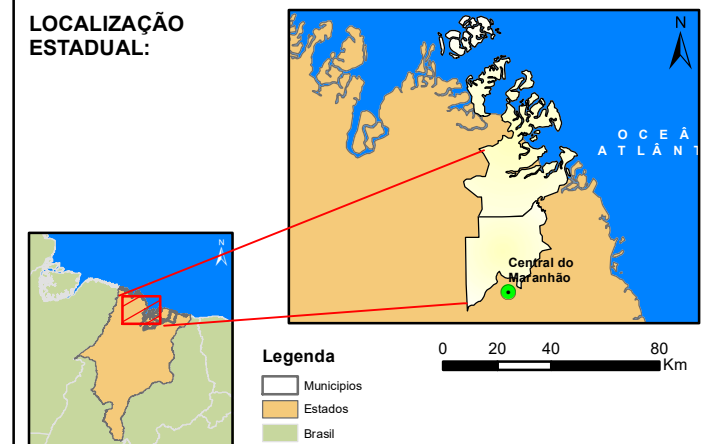 LOCALIZAÇÃO
ESTADUAL:
N
O C E Â
A T L Â N T
Central do
Maranhão
N
Legenda
Municipios
Estados
Brasil
0 20 40 80
Km